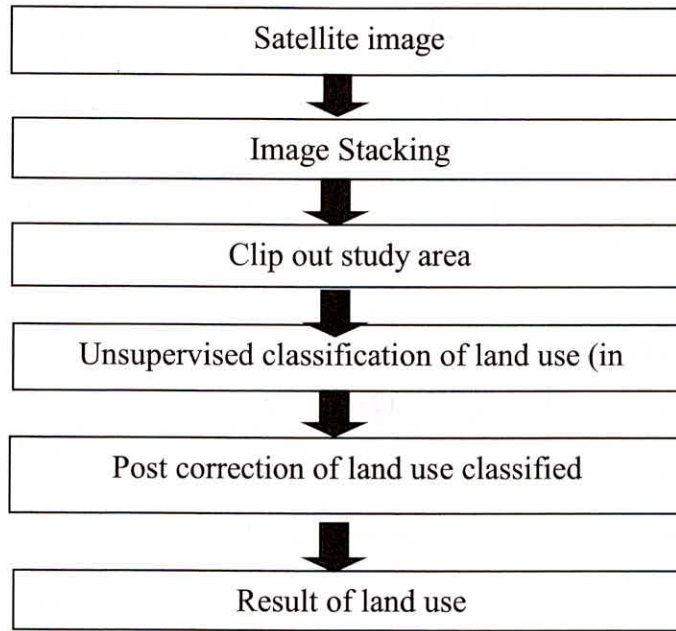 Satellite image
Image Stacking
Clip out study area
Unsupervised classification of land use (in
Post correction of land use classified
Result of land use